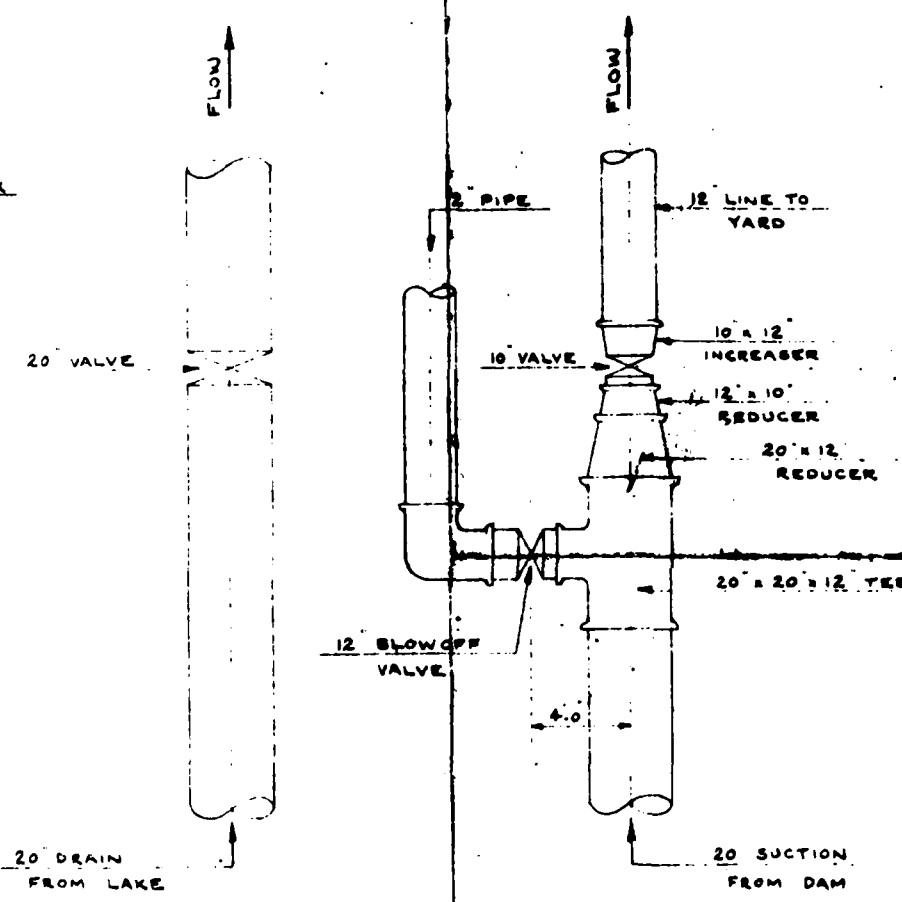 FLOW
FLOW
2" PIPE
12" LINE TO
YARD
20" VALVE
10" VALVE
10" x 12"
INCREASER
12" x 10"
REDUCER
20" x 12"
REDUCER
20" x 20" x 12" TEE
12" BLOWOFF
VALVE
4'.0"
20" DRAIN
FROM LAKE
20" SUCTION
FROM DAM